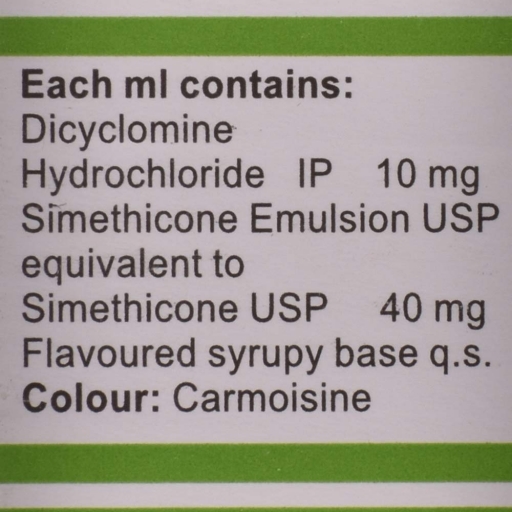 Each ml contains:
Dicyclomine
Hydrochloride IP 10 mg
Simethicone Emulsion USP
equivalent to
Simethicone USP 40 mg
Flavoured syrupy base q.s.
Colour: Carmoisine